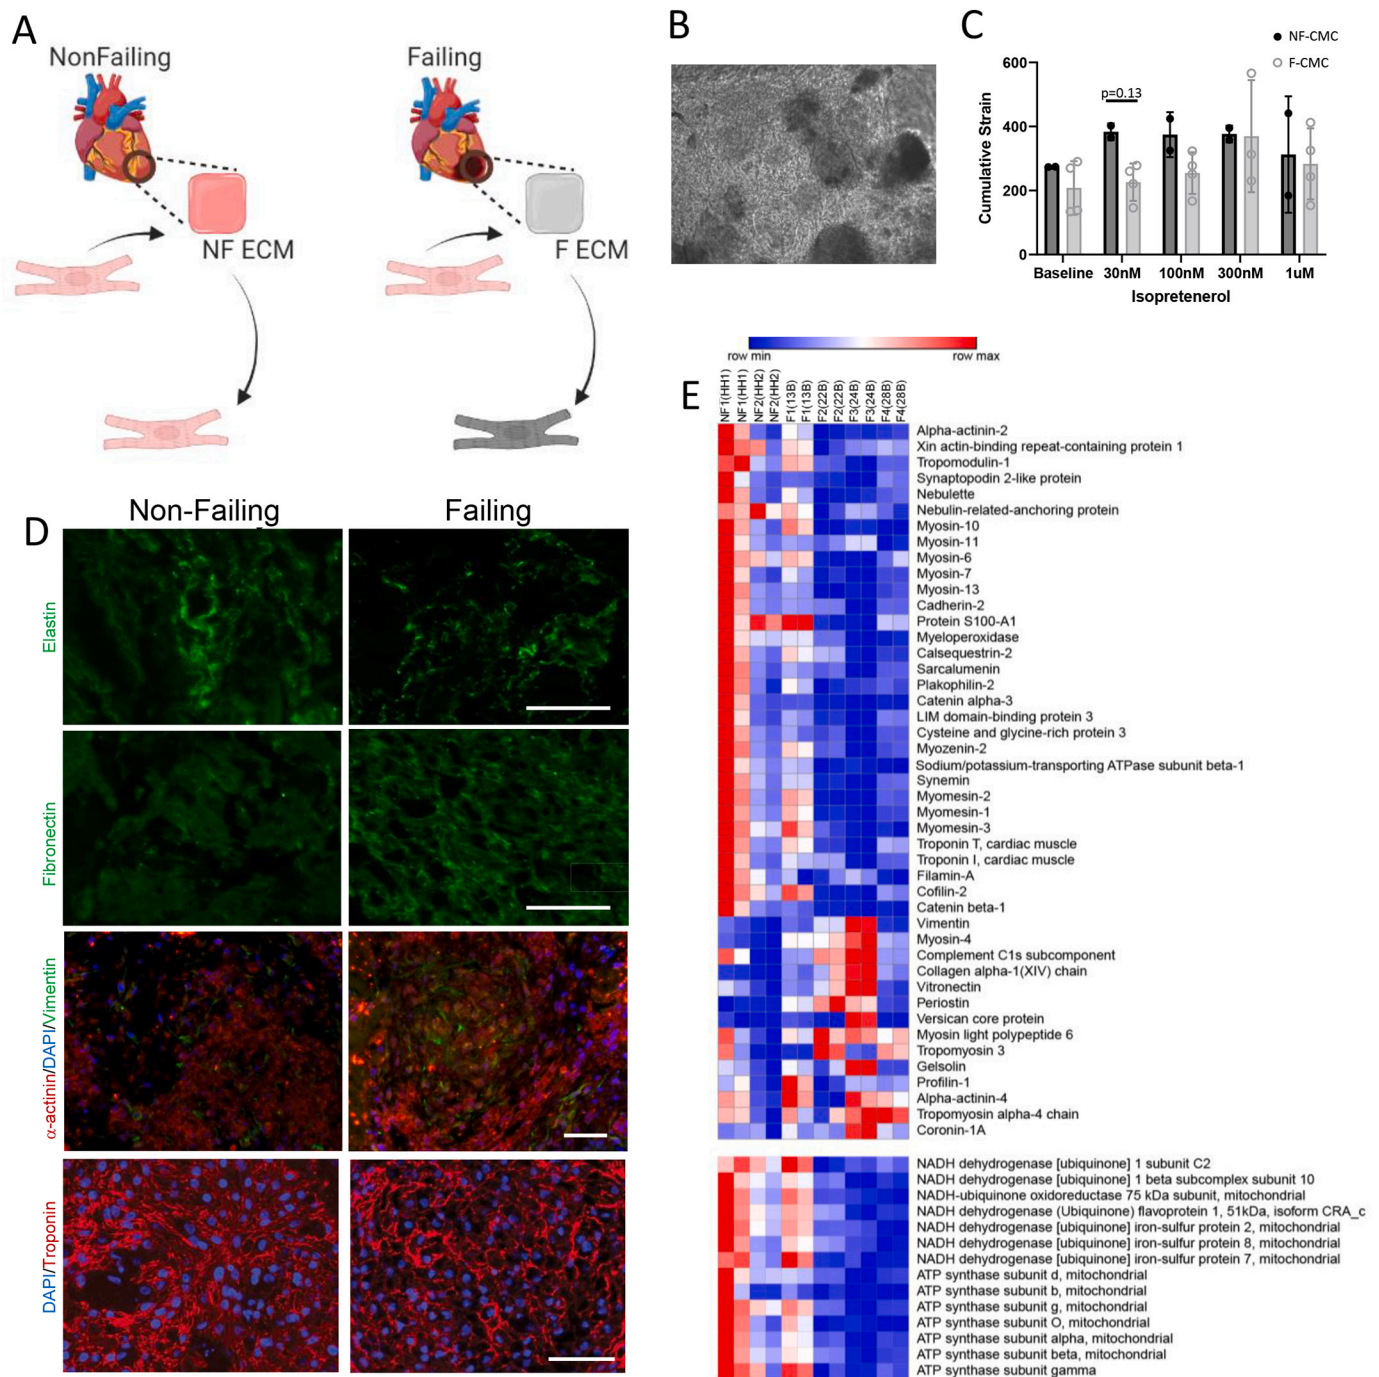 A
NonFailing
Failing
NF ECM
F ECM
B
C
NF-CMC
F-CMC
Cumulative Strain
600
400
200
0
p=0.13
Baseline
30nM
100nM
300nM
1uM
Isopretenerol
D
Non-Failing
Failing
Elastin
Fibronectin
α-actinin/DAPI/Vimentin
DAPI/Troponin
E
row min
row max
NF1(HH1)
NF1(HH1)
NF2(HH2)
NF2(HH2)
F1(13B)
F1(13B)
F2(22B)
F2(22B)
F3(24B)
F3(24B)
F4(28B)
F4(28B)
Alpha-actinin-2
Xin actin-binding repeat-containing protein 1
Tropomodulin-1
Synaptopodin 2-like protein
Nebulette
Nebulin-related-anchoring protein
Myosin-10
Myosin-11
Myosin-6
Myosin-7
Myosin-13
Cadherin-2
Protein S100-A1
Myeloperoxidase
Calsequestrin-2
Sarcalumenin
Plakophilin-2
Catenin alpha-3
LIM domain-binding protein 3
Cysteine and glycine-rich protein 3
Myozenin-2
Sodium/potassium-transporting ATPase subunit beta-1
Synemin
Myomesin-2
Myomesin-1
Myomesin-3
Troponin T, cardiac muscle
Troponin I, cardiac muscle
Filamin-A
Cofilin-2
Catenin beta-1
Vimentin
Myosin-4
Complement C1s subcomponent
Collagen alpha-1(XIV) chain
Vitronectin
Periostin
Versican core protein
Myosin light polypeptide 6
Tropomyosin 3
Gelsolin
Profilin-1
Alpha-actinin-4
Tropomyosin alpha-4 chain
Coronin-1A
NADH dehydrogenase [ubiquinone] 1 subunit C2
NADH dehydrogenase [ubiquinone] 1 beta subcomplex subunit 10
NADH-ubiquinone oxidoreductase 75 kDa subunit, mitochondrial
NADH dehydrogenase (Ubiquinone) flavoprotein 1, 51kDa, isoform CRA_c
NADH dehydrogenase [ubiquinone] iron-sulfur protein 2, mitochondrial
NADH dehydrogenase [ubiquinone] iron-sulfur protein 8, mitochondrial
NADH dehydrogenase [ubiquinone] iron-sulfur protein 7, mitochondrial
ATP synthase subunit d, mitochondrial
ATP synthase subunit b, mitochondrial
ATP synthase subunit g, mitochondrial
ATP synthase subunit O, mitochondrial
ATP synthase subunit alpha, mitochondrial
ATP synthase subunit beta, mitochondrial
ATP synthase subunit gamma